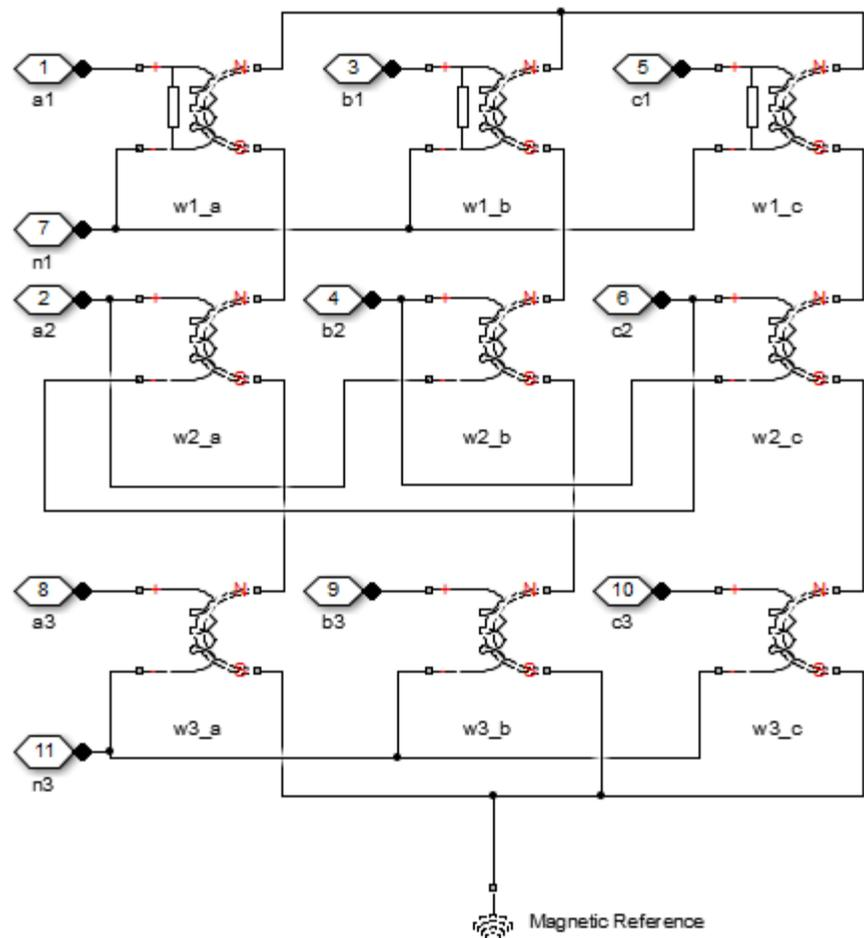 + N + N + N
1 3 5
a1 b1 c1
- S - S - S
w1_a w1_b w1_c
7
n1
+ N + N + N
2 4 6
a2 b2 c2
- S - S - S
w2_a w2_b w2_c
+ N + N + N
8 9 10
a3 b3 c3
- S - S - S
w3_a w3_b w3_c
11
n3
Magnetic Reference